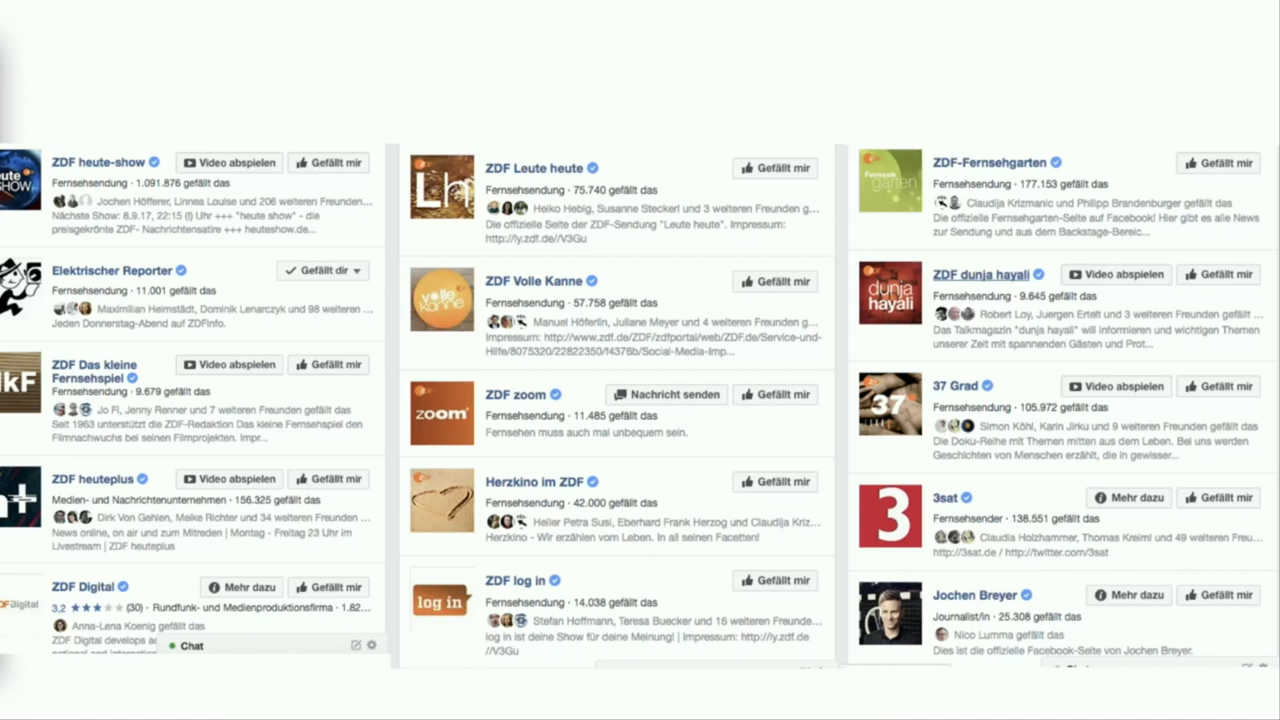 ZDF heute-show
Video abspielen
Gefällt mir
Fernsehsendung · 1.091.876 gefällt das
Jochen Höfferer, Linnea Louise und 206 weiteren Freunden...
Nächste Show: 8.9.17, 22:15 (!) Uhr +++ "heute show" - die
preisgekrönte ZDF- Nachrichtensatire +++ heuteshow.de...
Elektrischer Reporter
Gefällt dir
Fernsehsendung · 11.001 gefällt das
Maximilian Heimstädt, Dominik Lenarczyk und 98 weiteren ...
Jeden Donnerstag-Abend auf ZDFinfo.
ZDF Das kleine
Fernsehspiel
Video abspielen
Gefällt mir
Fernsehsendung · 9.679 gefällt das
Jo Fi, Jenny Renner und 7 weiteren Freunden gefällt das
Seit 1963 unterstützt die ZDF-Redaktion Das kleine Fernsehspiel den
Filmnachwuchs bei seinen Filmprojekten. Impr...
ZDF heuteplus
Video abspielen
Gefällt mir
Medien- und Nachrichtenunternehmen · 156.325 gefällt das
Dirk Von Gehlen, Meike Richter und 34 weiteren Freunden ...
News online, on air und zum Mitreden | Montag - Freitag 23 Uhr im
Livestream | ZDF heuteplus
ZDF Digital
Mehr dazu
Gefällt mir
3,2 ★★★★★ (30) · Rundfunk- und Medienproduktionsfirma · 1.82...
Anna-Lena Koenig gefällt das
ZDF Digital develops
Chat
Lh
ZDF Leute heute
Gefällt mir
Fernsehsendung · 75.740 gefällt das
Heiko Hebig, Susanne Steckerl und 3 weiteren Freunden g...
Die offizielle Seite der ZDF-Sendung "Leute heute". Impressum:
http://ly.zdf.de//V3Gu
volle
kanne
ZDF Volle Kanne
Gefällt mir
Fernsehsendung · 57.758 gefällt das
Manuel Höferlin, Juliane Meyer und 4 weiteren Freunden g...
Impressum: http://www.zdf.de/ZDF/zdfportal/web/ZDF.de/Service-und-
Hilfe/8075320/22822350/f4376b/Social-Media-Imp...
zoom
ZDF zoom
Nachricht senden
Gefällt mir
Fernsehsendung · 11.485 gefällt das
Fernsehen muss auch mal unbequem sein.
Herzkino im ZDF
Gefällt mir
Fernsehsendung · 42.000 gefällt das
Heller Petra Susi, Eberhard Frank Herzog und Claudija Kriz...
Herzkino - Wir erzählen vom Leben. In all seinen Facetten!
log in
ZDF log in
Gefällt mir
Fernsehsendung · 14.038 gefällt das
Stefan Hoffmann, Teresa Buecker und 16 weiteren Freunde...
log in ist deine Show für deine Meinung! | Impressum: http://ly.zdf.de
//V3Gu
Fernseh
garten
ZDF-Fernsehgarten
Gefällt mir
Fernsehsendung · 177.153 gefällt das
Claudija Krizmanic und Philipp Brandenburger gefällt das
Die offizielle Fernsehgarten-Seite auf Facebook! Hier gibt es alle News
zur Sendung und aus dem Backstage-Bereic...
dunja
hayali
ZDF dunja hayali
Video abspielen
Gefällt mir
Fernsehsendung · 9.645 gefällt das
Robert Loy, Juergen Ertelt und 3 weiteren Freunden gefällt ...
Das Talkmagazin "dunja hayali" will informieren und wichtigen Themen
unserer Zeit mit spannenden Gästen und Prot...
37
37 Grad
Video abspielen
Gefällt mir
Fernsehsendung · 105.972 gefällt das
Simon Köhl, Karin Jirku und 9 weiteren Freunden gefällt das
Die Doku-Reihe mit Themen mitten aus dem Leben. Bei uns werden
Geschichten von Menschen erzählt, die in gewisser...
3
3sat
Mehr dazu
Gefällt mir
Fernsehsender · 138.551 gefällt das
Claudia Holzhammer, Thomas Kreiml und 49 weiteren Freu...
http://3sat.de / http://twitter.com/3sat
Jochen Breyer
Mehr dazu
Gefällt mir
Journalist/in · 25.308 gefällt das
Nico Lumma gefällt das
Dies ist die offizielle Facebook-Seite von Jochen Breyer.